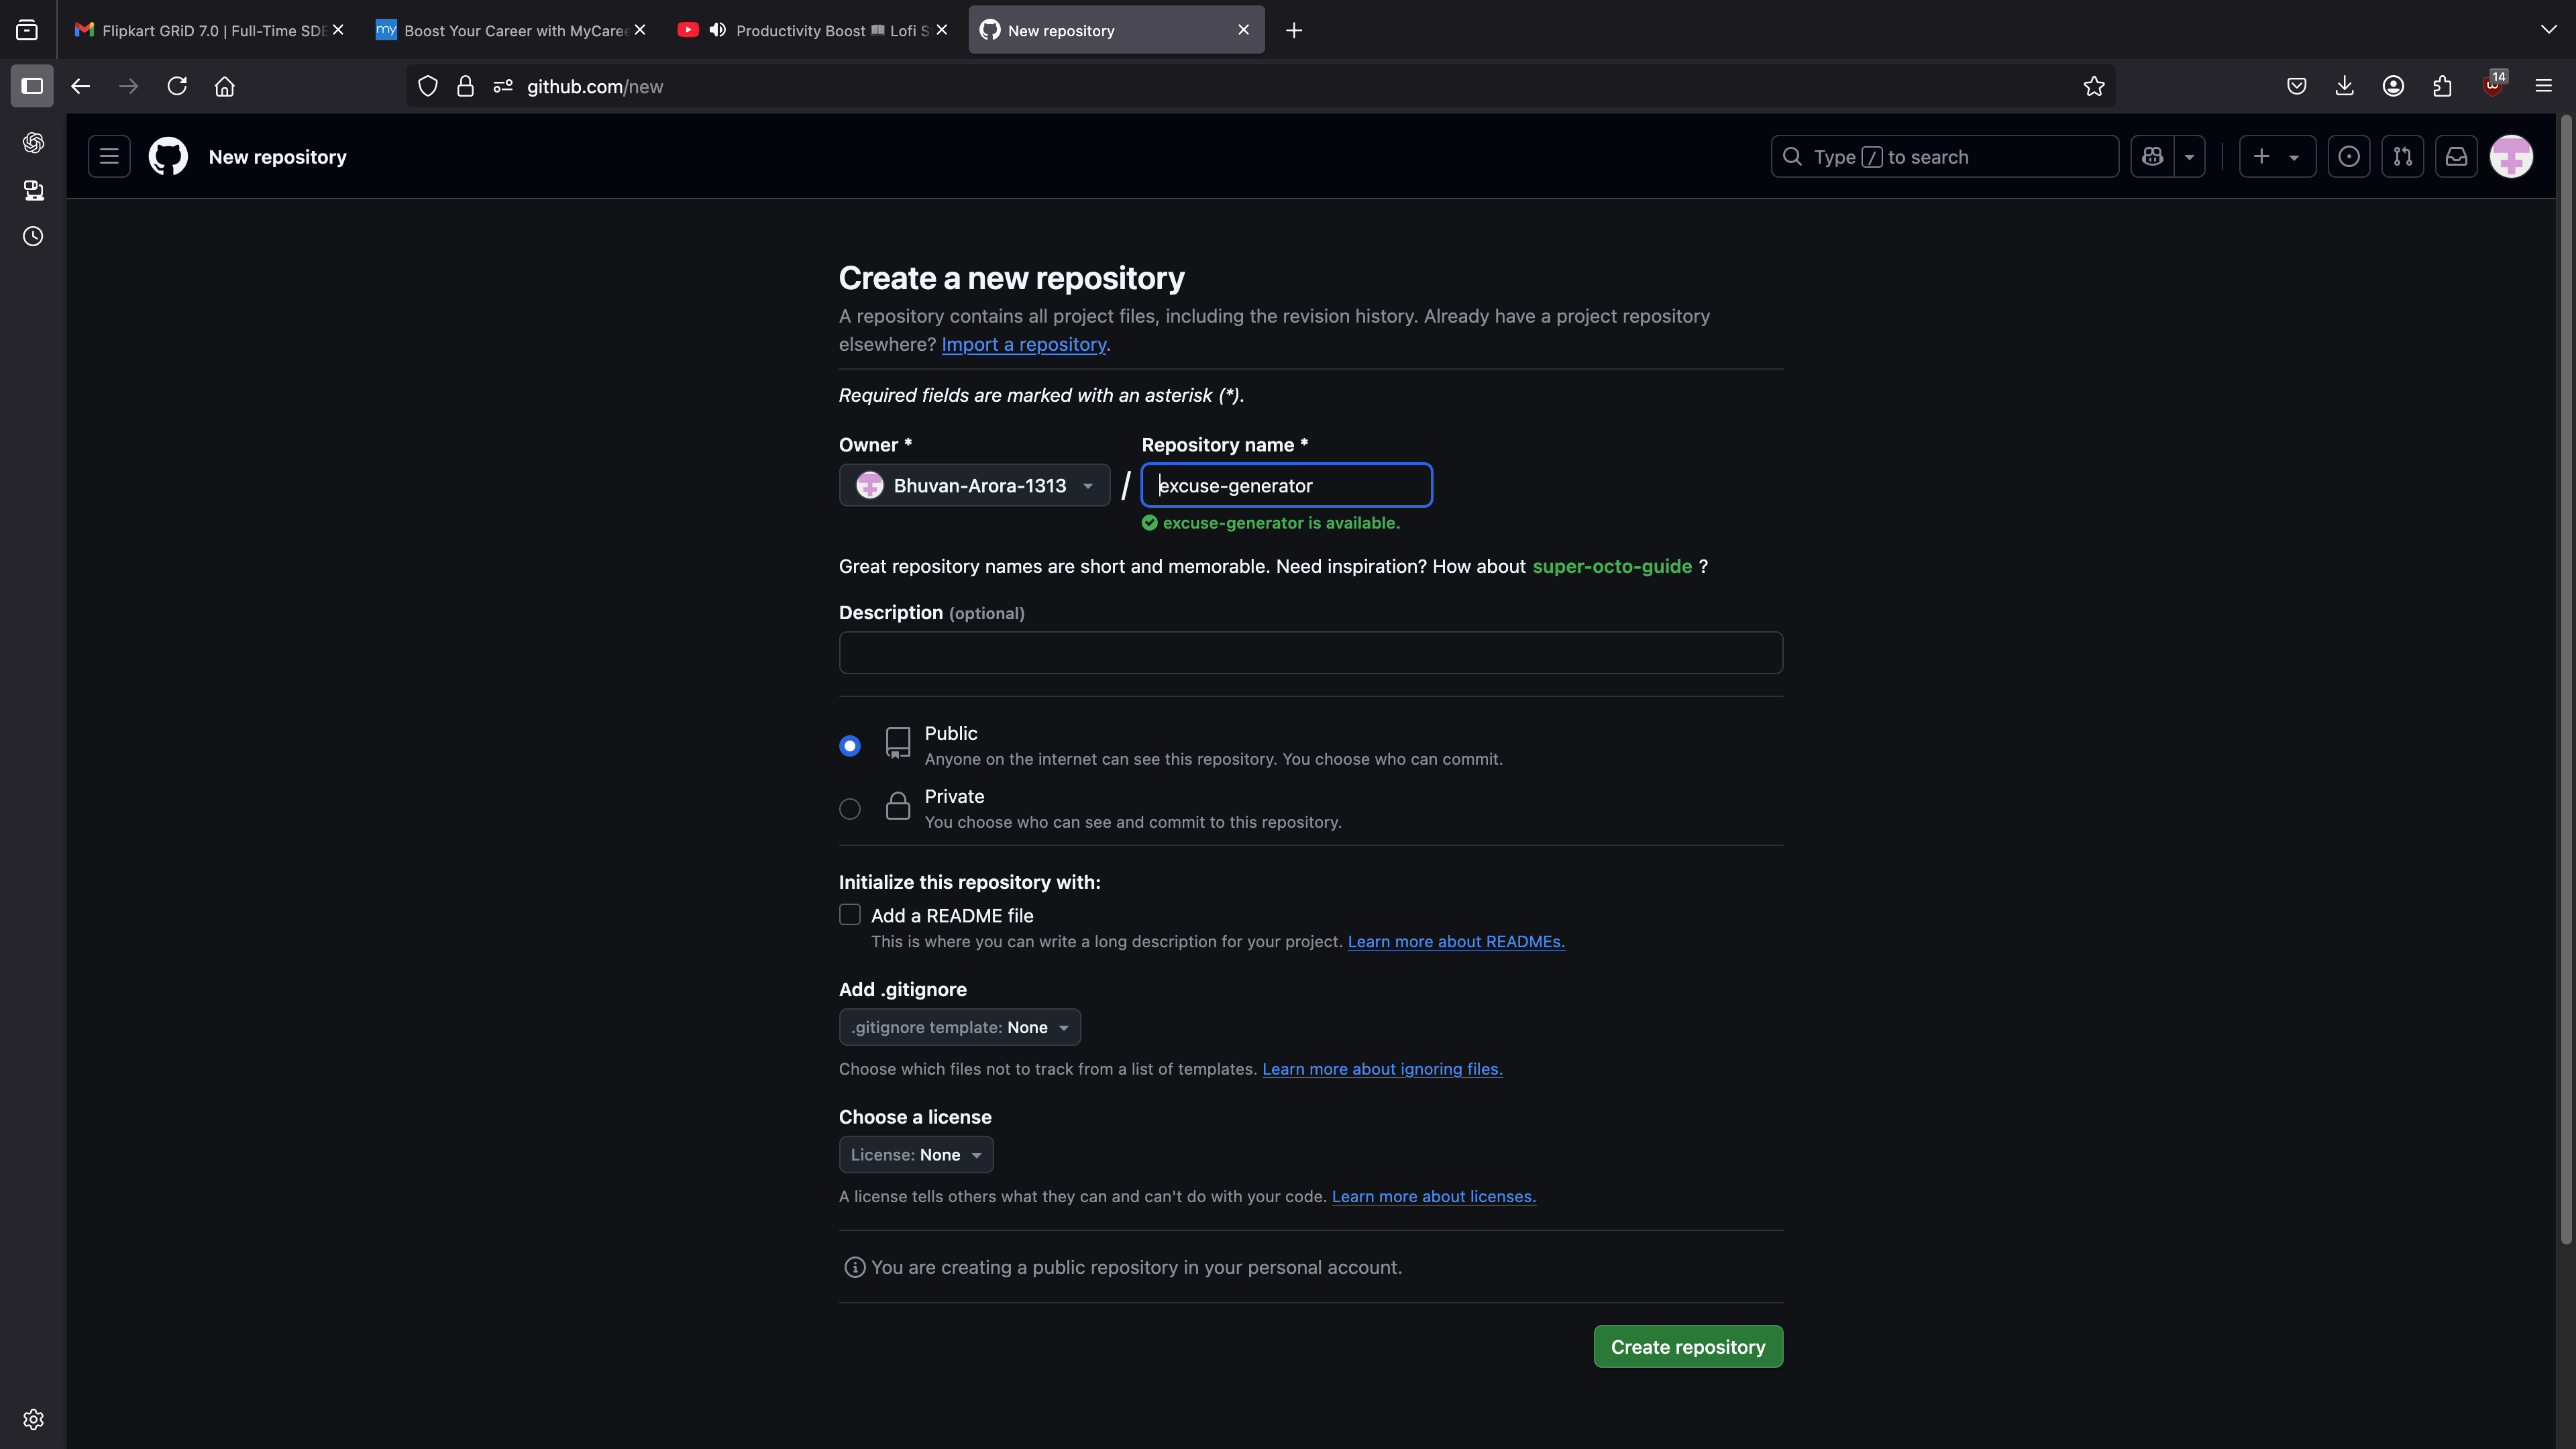 Flipkart GRiD 7.0 | Full-Time SDE
my Boost Your Career with MyCaree
Productivity Boost 📖 Lofi S
New repository
github.com/new
14
New repository
Type / to search
Create a new repository
A repository contains all project files, including the revision history. Already have a project repository
elsewhere? Import a repository.
Required fields are marked with an asterisk (*).
Owner * Repository name *
Bhuvan-Arora-1313 / excuse-generator
excuse-generator is available.
Great repository names are short and memorable. Need inspiration? How about super-octo-guide ?
Description (optional)
Public
Anyone on the internet can see this repository. You choose who can commit.
Private
You choose who can see and commit to this repository.
Initialize this repository with:
Add a README file
This is where you can write a long description for your project. Learn more about READMEs.
Add .gitignore
.gitignore template: None
Choose which files not to track from a list of templates. Learn more about ignoring files.
Choose a license
License: None
A license tells others what they can and can't do with your code. Learn more about licenses.
You are creating a public repository in your personal account.
Create repository